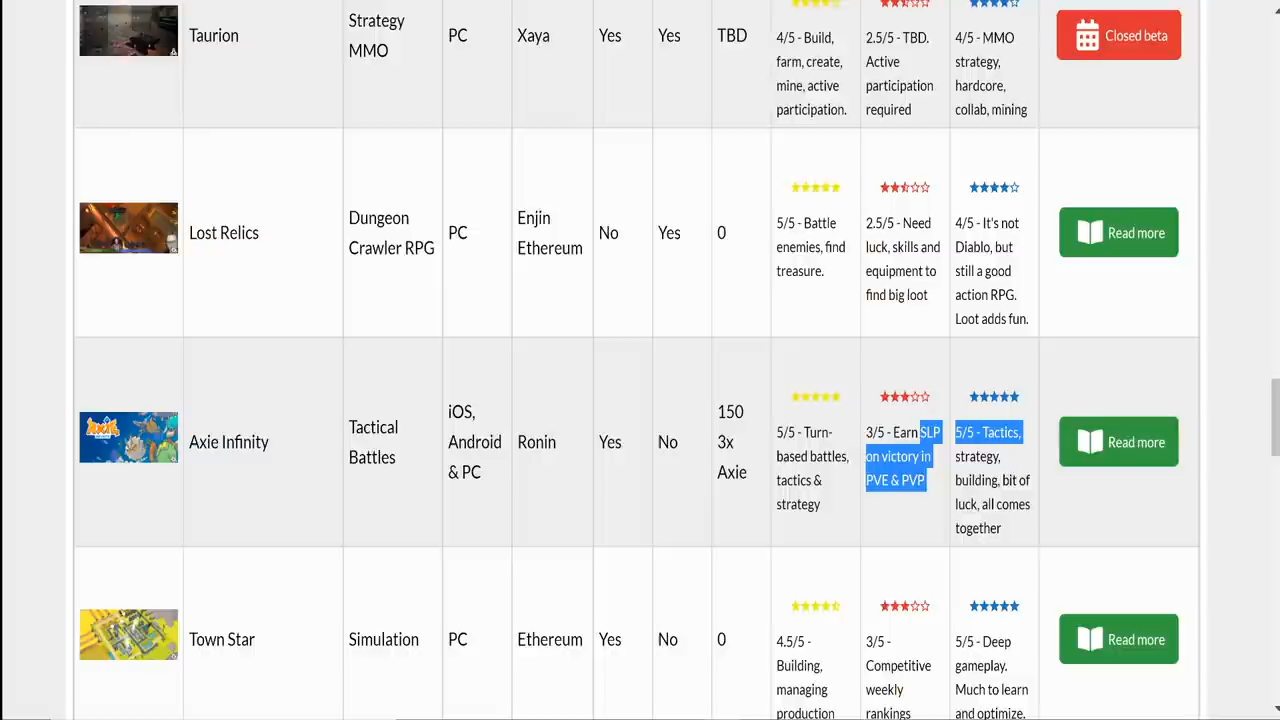 Taurion
Strategy
MMO
PC
Xaya
Yes
Yes
TBD
4/5 - Build,
farm, create,
mine, active
participation.
2.5/5 - TBD.
Active
participation
required
4/5 - MMO
strategy,
hardcore,
collab, mining
Closed beta
Lost Relics
Dungeon
Crawler RPG
PC
Enjin
Ethereum
No
Yes
0
5/5 - Battle
enemies, find
treasure.
2.5/5 - Need
luck, skills and
equipment to
find big loot
4/5 - It's not
Diablo, but
still a good
action RPG.
Loot adds fun.
Read more
Axie Infinity
Tactical
Battles
iOS,
Android
& PC
Ronin
Yes
No
150
3x
Axie
5/5 - Turn-
based battles,
tactics &
strategy
3/5 - Earn SLP
on victory in
PVE & PVP
5/5 - Tactics,
strategy,
building, bit of
luck, all comes
together
Read more
Town Star
Simulation
PC
Ethereum
Yes
No
0
4.5/5 -
Building,
managing
production
3/5 -
Competitive
weekly
rankings
5/5 - Deep
gameplay.
Much to learn
and optimize.
Read more